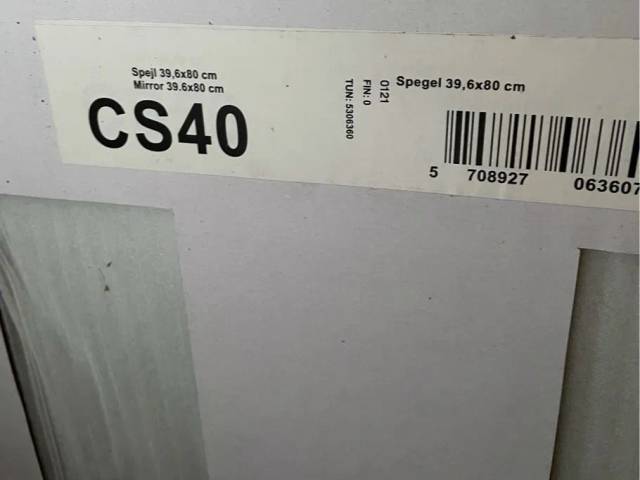 Spejl 39,6x80 cm
Mirror 39.6x80 cm
CS40
0121
FIN: 0
TUN: 5306360
Spegel 39,6x80 cm
5 708927 063607